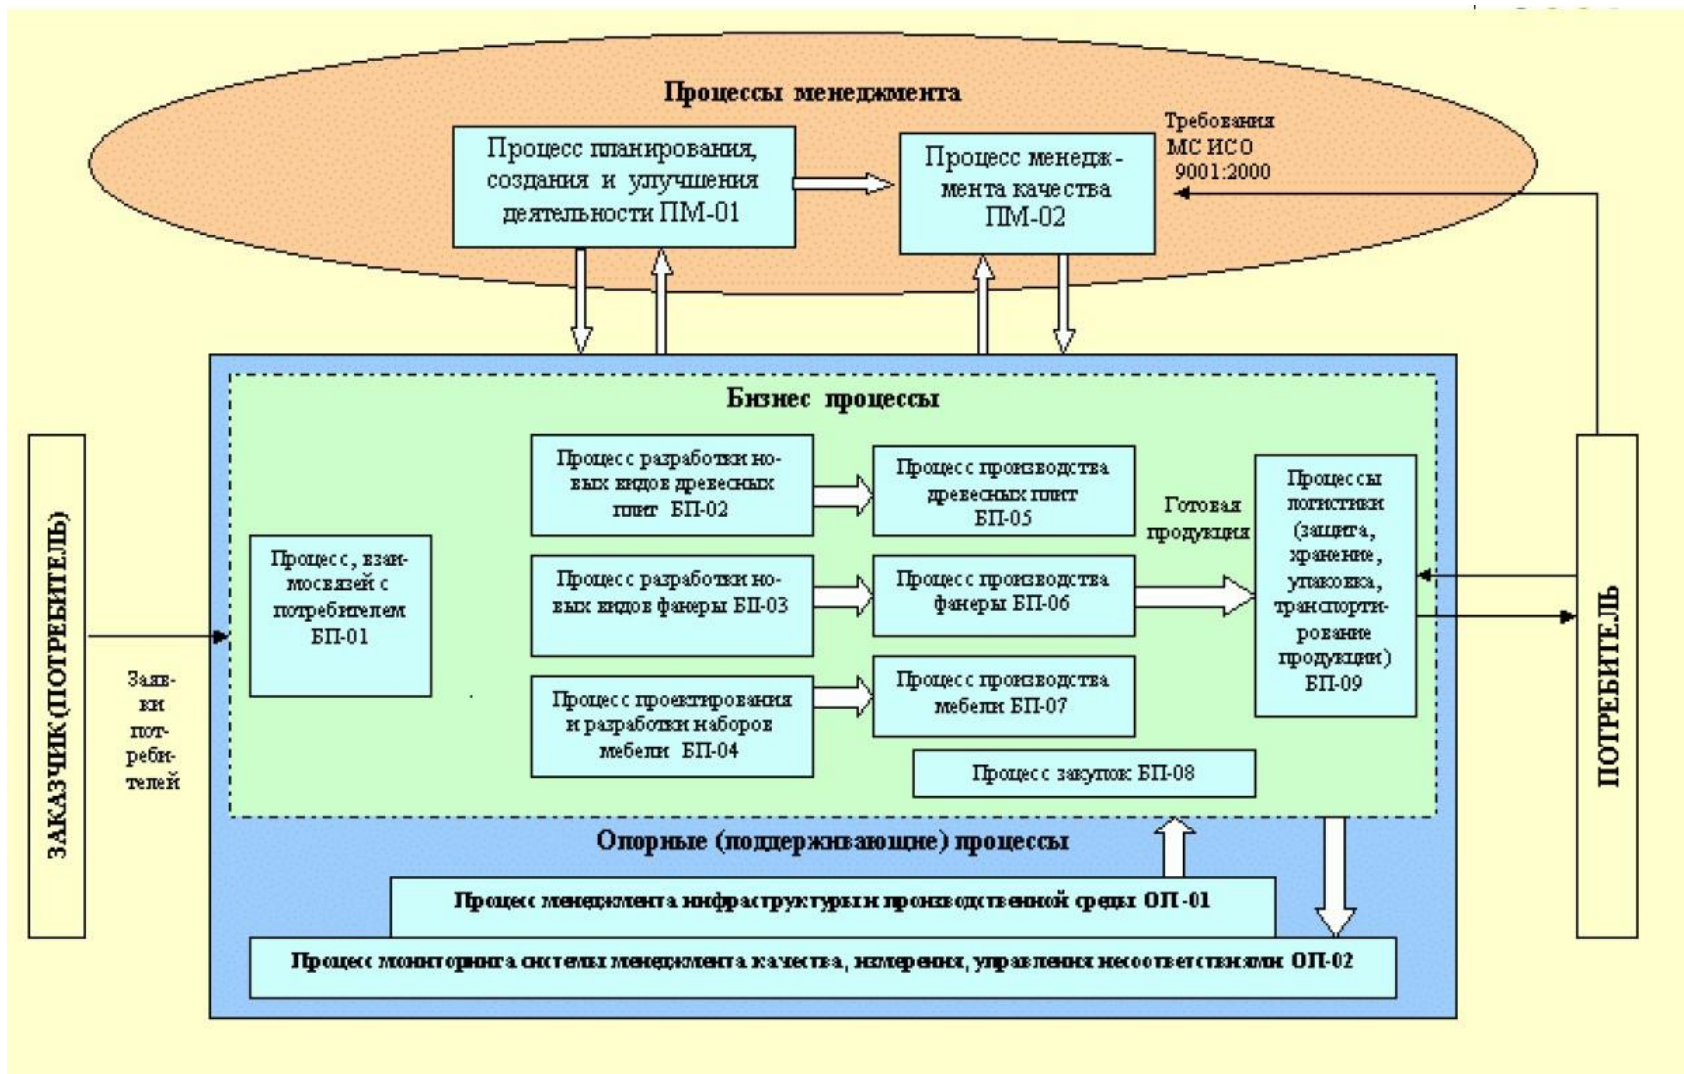 Процессы менеджмента
Процесс планирования,
создания и улучшения
деятельности ПМ-01
Процесс менедж-
мента качества
ПМ-02
Требования
МС ИСО
9001:2000
Бизнес процессы
ЗАКАЗЧИК (ПОТРЕБИТЕЛЬ)
Заяв-
ки
пот-
реби-
телей
Процесс, взаи-
мосвязей с
потребителем
БП-01
Процесс разработки но-
вых видов древесных
плит БП-02
Процесс разработки но-
вых видов фанеры БП-03
Процесс проектирования
и разработки наборов
мебели БП-04
Процесс производства
древесных плит
БП-05
Процесс производства
фанеры БП-06
Процесс производства
мебели БП-07
Процесс закупок БП-08
Готовая
продукция
Процессы
логистики
(защита,
хранение,
упаковка,
транспорти-
рование
продукции)
БП-09
ПОТРЕБИТЕЛЬ
Опорные (поддерживающие) процессы
Процесс менеджмента инфраструктуры и производственной среды ОП-01
Процесс мониторинга системы менеджмента качества, измерения, управления несоответствиями ОП-02